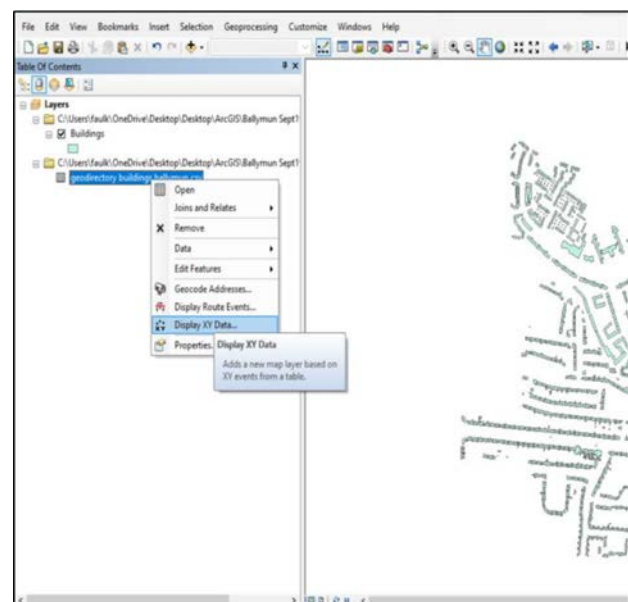 File Edit View Bookmarks Insert Selection Geoprocessing Customize Windows Help
Table Of Contents
Layers
C:\Users\faulk\OneDrive\Desktop\Desktop\ArcGIS\Ballymun Sept1
Buildings
C:\Users\faulk\OneDrive\Desktop\Desktop\ArcGIS\Ballymun Sept1
geodirectory buildings ballymun.csv
Open
Joins and Relates
Remove
Data
Edit Features
Geocode Addresses...
Display Route Events...
Display XY Data...
Properties.
Display XY Data
Adds a new map layer based on
XY events from a table.